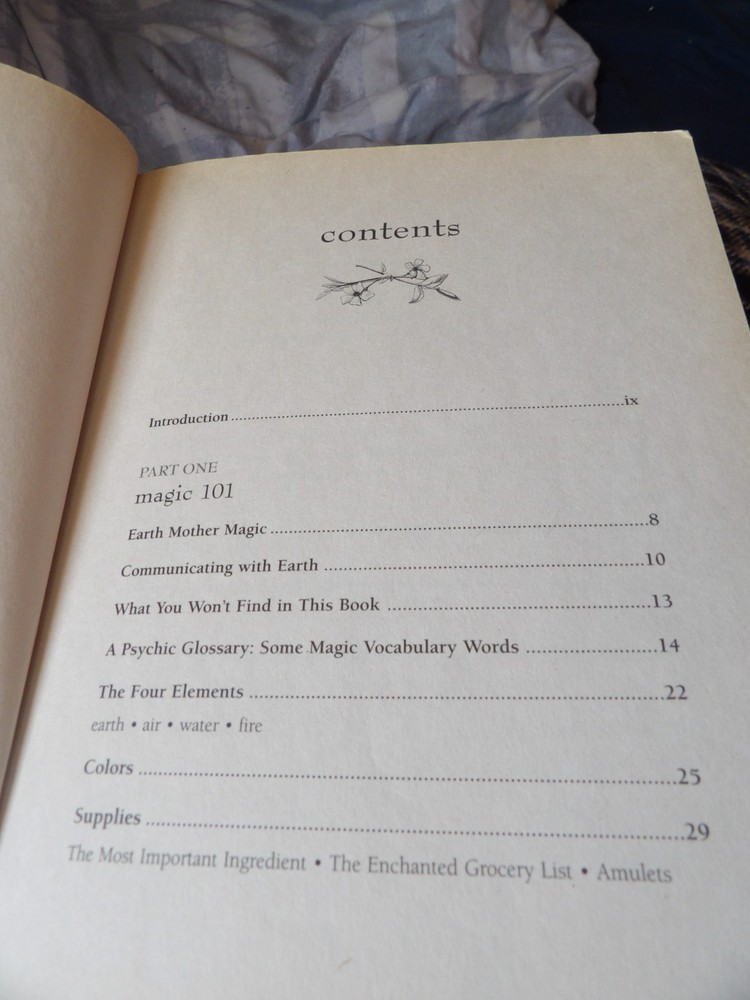 contents
Introduction ix
PART ONE
magic 101
Earth Mother Magic 8
Communicating with Earth 10
What You Won't Find in This Book 13
A Psychic Glossary: Some Magic Vocabulary Words 14
The Four Elements 22
earth • air • water • fire
Colors 25
Supplies 29
The Most Important Ingredient • The Enchanted Grocery List • Amulets